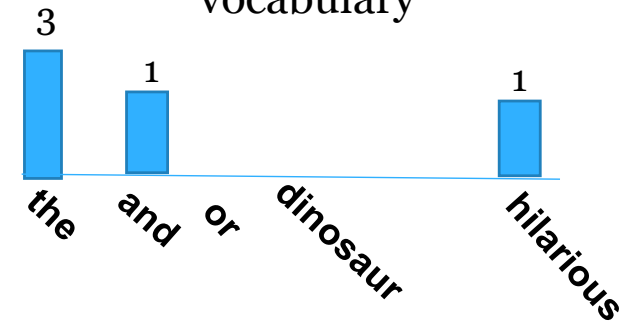 vocabulary
3
1
1
the
and
or
dinosaur
hilarious